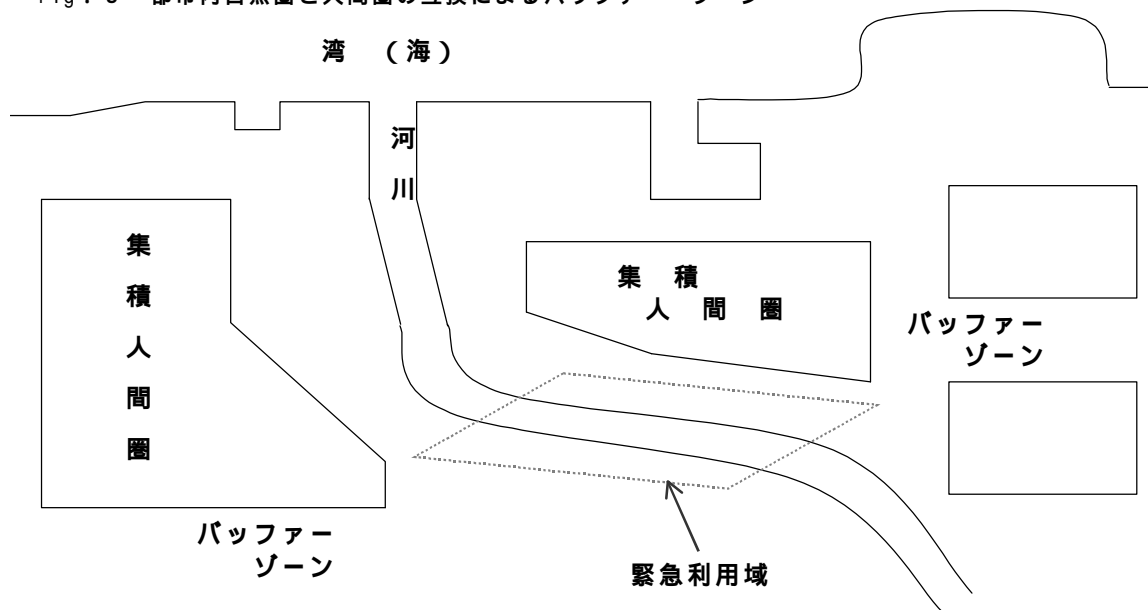 湾 (海)
河川
集積人間圏
集 積
人 間 圏
バッファー
ゾーン
バッファー
ゾーン
緊急利用域